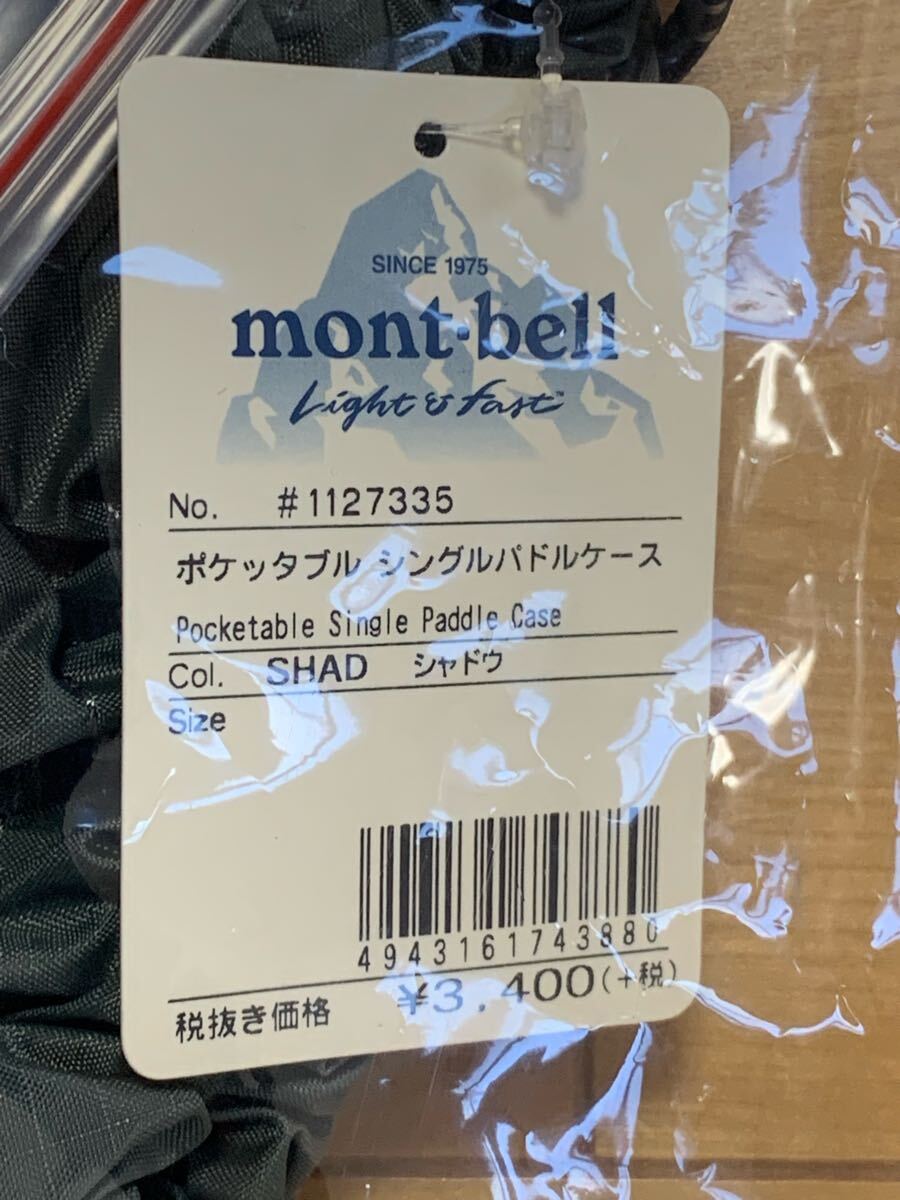 SINCE 1975
mont-bell
Light & fast™
No. #1127335
ポケッタブル シングルパドルケース
Pocketable Single Paddle Case
Col. SHAD シャドウ
Size
4943161743880
税抜き価格 ¥3,400(+税)